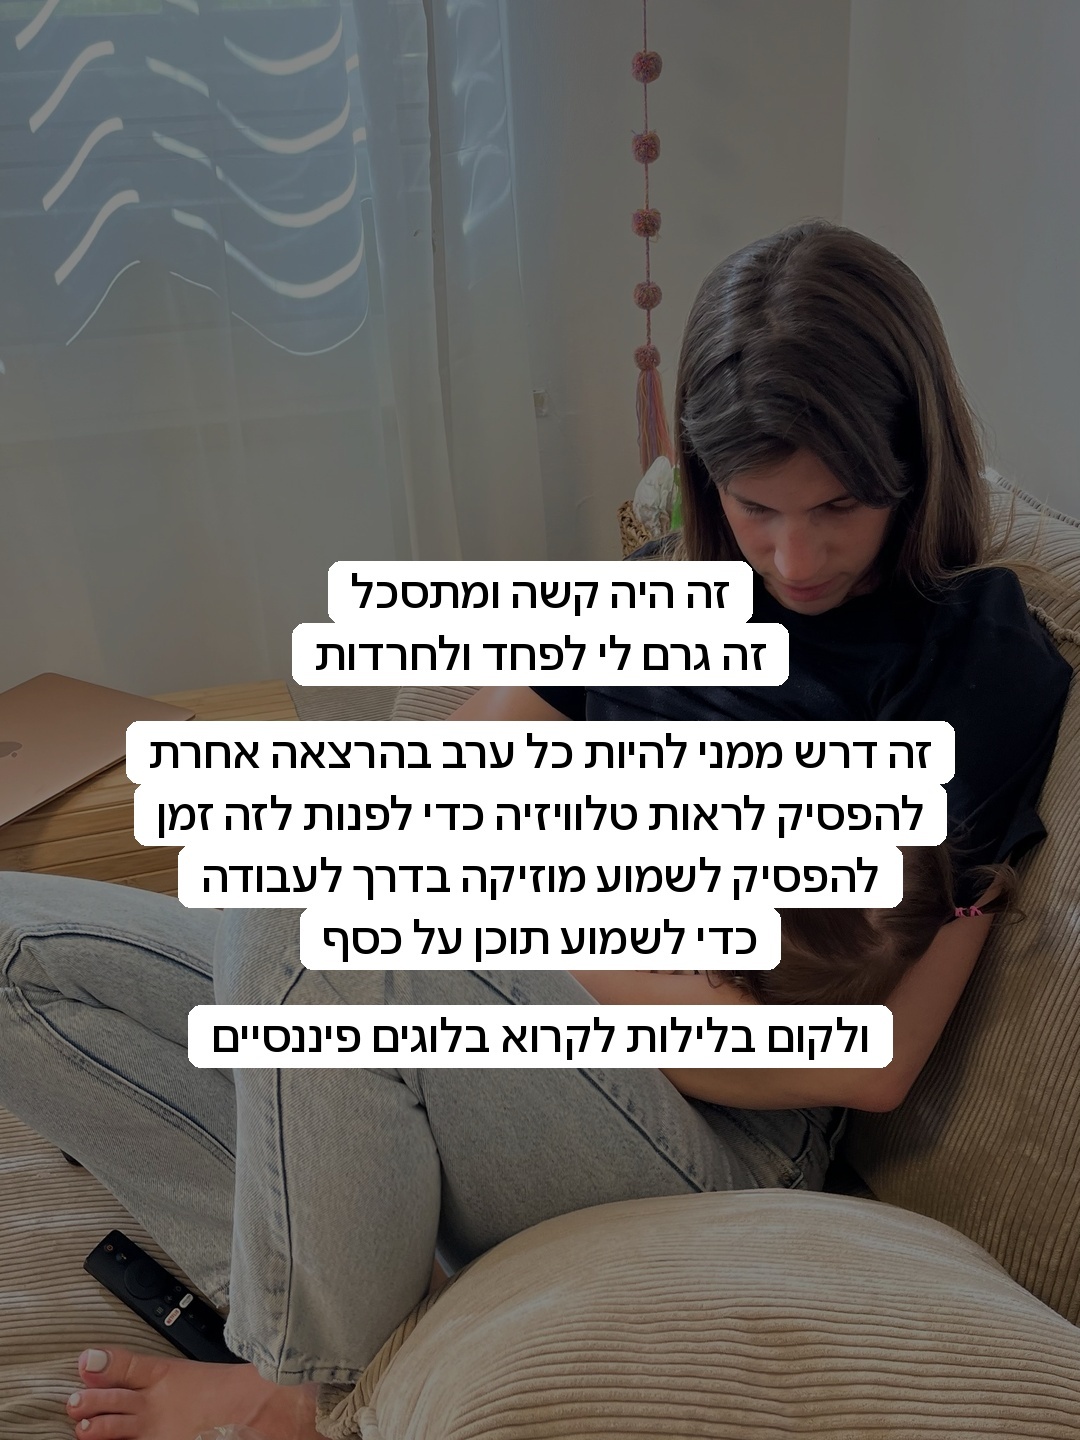 זה היה קשה ומתסכל
זה גרם לי לפחד ולחרדות
זה דרש ממני להיות כל ערב בהרצאה אחרת
להפסיק לראות טלוויזיה כדי לפנות לזה זמן
להפסיק לשמוע מוזיקה בדרך לעבודה
כדי לשמוע תוכן על כסף
ולקום בלילות לקרוא בלוגים פיננסיים